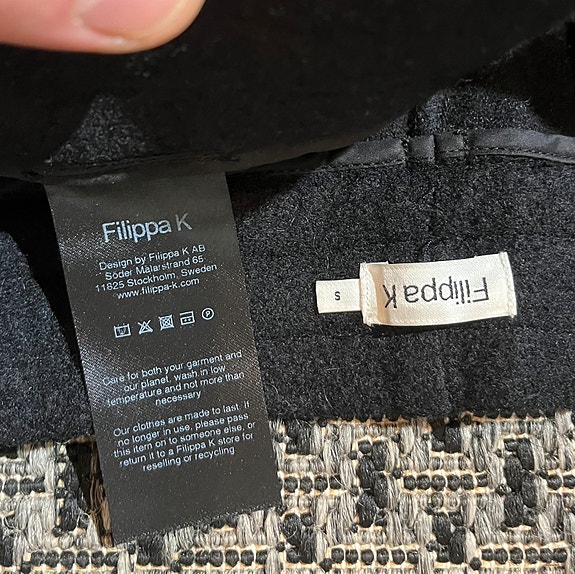 Filippa K
Design by Filippa K AB
Söder Mälarstrand 65
11825 Stockholm, Sweden
www.filippa-k.com
P
Care for both your garment and
our planet, wash in low
temperature and not more than
necessary
Our clothes are made to last, if
no longer in use, please pass
this item on to someone else, or
return it to a Filippa K store for
reselling or recycling
S
Filippa K